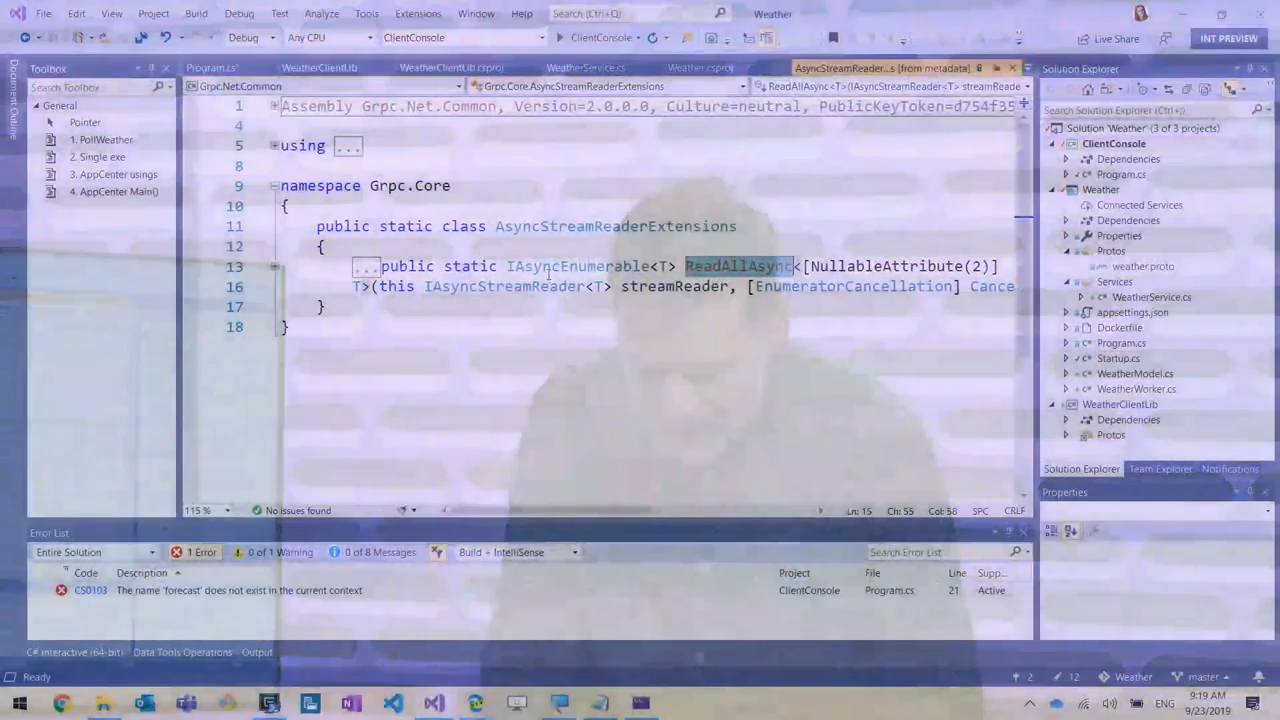 File Edit View Project Build Debug Test Analyze Tools Extensions Window Help Search (Ctrl+Q) Weather
Debug Any CPU ClientConsole ClientConsole Live Share INT PREVIEW
Document Outline
Toolbox
Search Toolbox
General
Pointer
1. PollWeather
2. Single exe
3. AppCenter usings
4. AppCenter Main()
Program.cs* WeatherClientLib WeatherClientLib.csproj WeatherService.cs Weather.csproj AsyncStreamReader...s [from metadata]
Grpc.Net.Common Grpc.Core.AsyncStreamReaderExtensions ReadAllAsync<T>(IAsyncStreamReader<T> streamReade
1 Assembly Grpc.Net.Common, Version=2.0.0.0, Culture=neutral, PublicKeyToken=d754f35
4
5 using ...
8
9 namespace Grpc.Core
10 {
11 public static class AsyncStreamReaderExtensions
12 {
13 ...public static IAsyncEnumerable<T> ReadAllAsync<[NullableAttribute(2)]
16 T>(this IAsyncStreamReader<T> streamReader, [EnumeratorCancellation] Cance
17 }
18 }
115 % No issues found Ln: 15 Ch: 55 Col: 58 SPC CRLF
Solution Explorer
Search Solution Explorer (Ctrl+;)
Solution 'Weather' (3 of 3 projects)
ClientConsole
Dependencies
Program.cs
Weather
Connected Services
Dependencies
Properties
Protos
weather.proto
Services
WeatherService.cs
appsettings.json
Dockerfile
Program.cs
Startup.cs
WeatherModel.cs
WeatherWorker.cs
WeatherClientLib
Dependencies
Protos
Solution Explorer Team Explorer Notifications
Properties
Error List
Entire Solution 1 Error 0 of 1 Warning 0 of 8 Messages Build + IntelliSense Search Error List
Code Description Project File Line Supp...
CS0103 The name 'forecast' does not exist in the current context ClientConsole Program.cs 21 Active
C# Interactive (64-bit) Data Tools Operations Output
Ready 2 12 Weather master
ENG 9:19 AM
9/23/2019